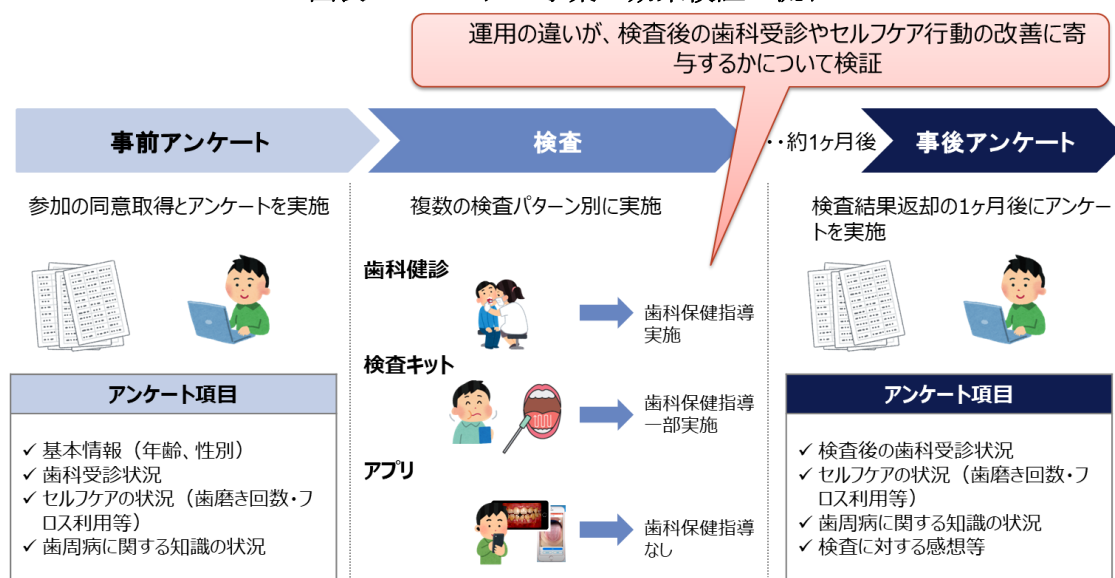 運用の違いが、検査後の歯科受診やセルフケア行動の改善に寄
与するかについて検証
事前アンケート
検査
・・約1ヶ月後
事後アンケート
参加の同意取得とアンケートを実施
複数の検査パターン別に実施
検査結果返却の1ヶ月後にアンケー
トを実施
歯科健診
歯科保健指導
実施
検査キット
歯科保健指導
一部実施
アプリ
歯科保健指導
なし
アンケート項目
✓ 基本情報（年齢、性別）
✓ 歯科受診状況
✓ セルフケアの状況（歯磨き回数・フ
ロス利用等）
✓ 歯周病に関する知識の状況
アンケート項目
✓ 検査後の歯科受診状況
✓ セルフケアの状況（歯磨き回数・フ
ロス利用等）
✓ 歯周病に関する知識の状況
✓ 検査に対する感想等